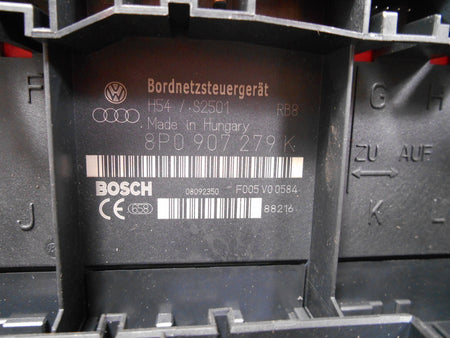 Bordnetzsteuergerät
H54 / S2501 RB8
Made in Hungary
8P0 907 279 K
BOSCH 08092350 F005 V0 0584
CE 658 88216
F
J
G H
ZU AUF
K L